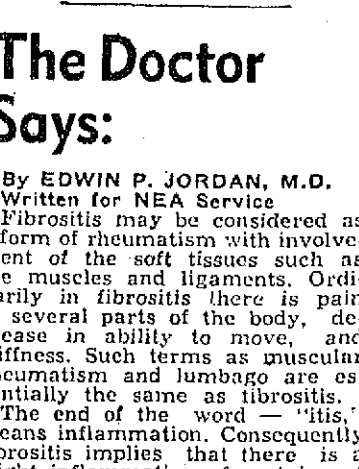 The Doctor
Says:
By EDWIN P. JORDAN, M.D.
Written for NEA Service
Fibrositis may be considered as
form of rheumatism with involve-
ent of the soft tissues such as
e muscles and ligaments. Ordi-
arily in fibrositis there is pain
several parts of the body, de-
ease in ability to move, and
iffness. Such terms as muscular
eumatism and lumbago are es-
ntially the same as fibrositis.
The end of the word — "itis,"
eans inflammation. Consequently
brositis implies that there is a